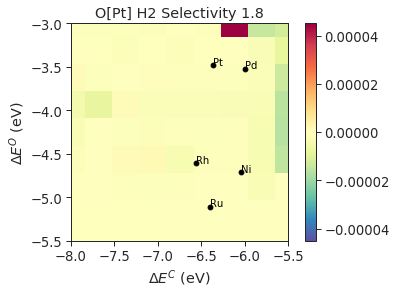 O[Pt] H2 Selectivity 1.8
−3.0
−3.5
−4.0
−4.5
−5.0
−5.5
ΔE^O (eV)
Pt
Pd
Rh
Ni
Ru
−8.0 −7.5 −7.0 −6.5 −6.0 −5.5
ΔE^C (eV)
0.00004
0.00002
0.00000
−0.00002
−0.00004